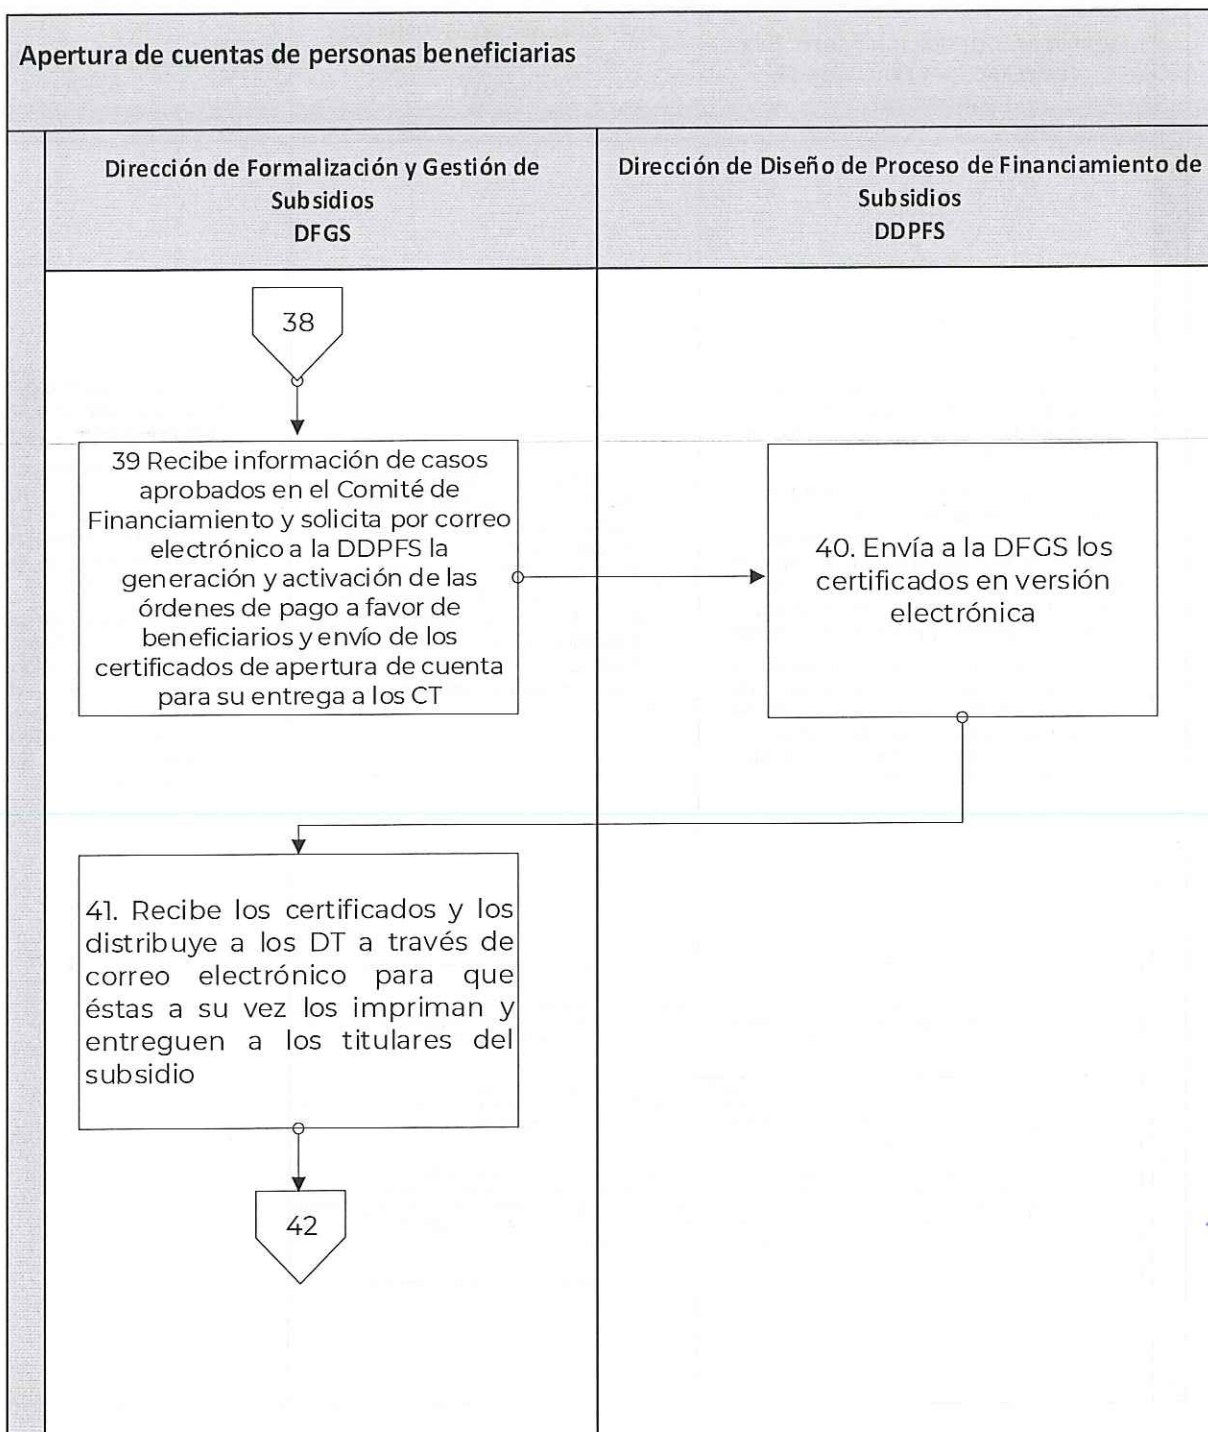 Apertura de cuentas de personas beneficiarias
Dirección de Formalización y Gestión de
Subsidios
DFGS
Dirección de Diseño de Proceso de Financiamiento de
Subsidios
DDPFS
38
39 Recibe información de casos
aprobados en el Comité de
Financiamiento y solicita por correo
electrónico a la DDPFS la
generación y activación de las
órdenes de pago a favor de
beneficiarios y envío de los
certificados de apertura de cuenta
para su entrega a los CT
40. Envía a la DFGS los
certificados en versión
electrónica
41. Recibe los certificados y los
distribuye a los DT a través de
correo electrónico para que
éstas a su vez los impriman y
entreguen a los titulares del
subsidio
42